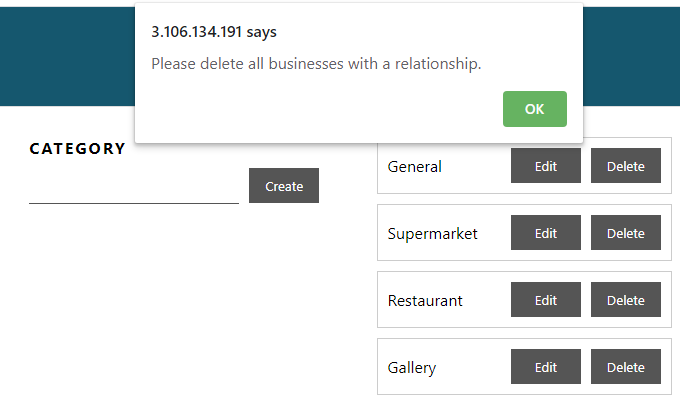 3.106.134.191 says
Please delete all businesses with a relationship.
OK
CATEGORY
Create
General Edit Delete
Supermarket Edit Delete
Restaurant Edit Delete
Gallery Edit Delete